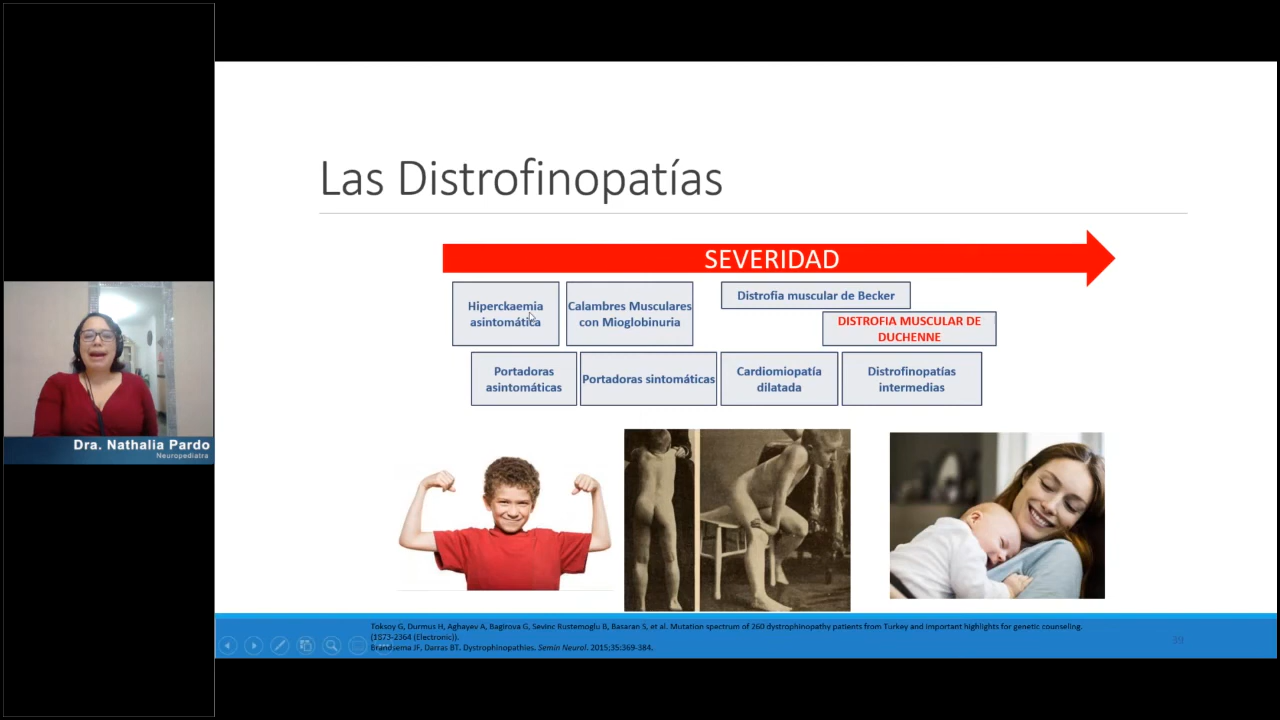 Las Distrofinopatías
SEVERIDAD
Hiperckaemia
asintomática
Calambres Musculares
con Mioglobinuria
Distrofia muscular de Becker
DISTROFIA MUSCULAR DE
DUCHENNE
Portadoras
asintomáticas
Portadoras sintomáticas
Cardiomiopatía
dilatada
Distrofinopatías
intermedias
Dra. Nathalia Pardo
Neuropediatra
Toksoy G, Durmus H, Aghayev A, Bagirova G, Sevinc Rustemoglu B, Basaran S, et al. Mutation spectrum of 260 dystrophinopathy patients from Turkey and important highlights for genetic counseling.
(1873-2364 (Electronic)).
Brandsema JF, Darras BT. Dystrophinopathies. Semin Neurol. 2015;35:369-384.
39